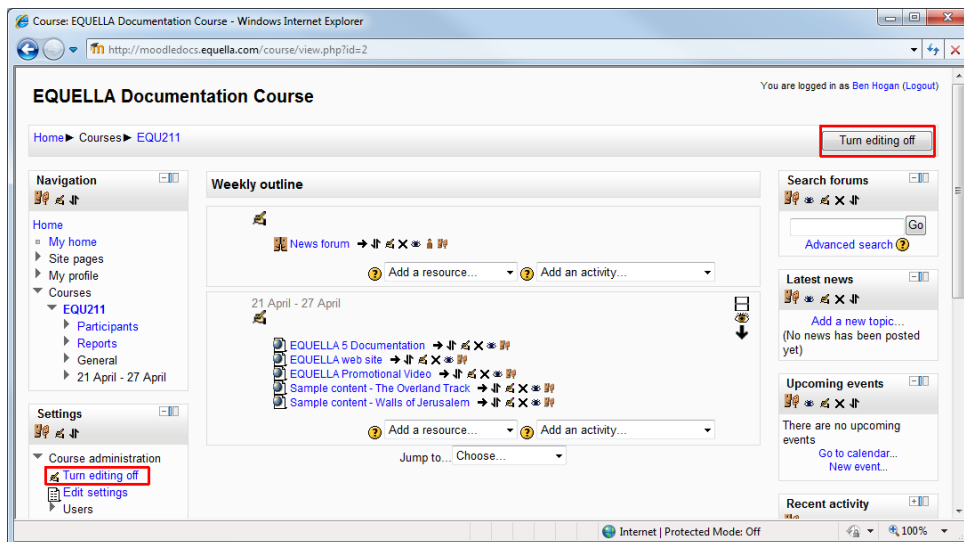 Course: EQUELLA Documentation Course - Windows Internet Explorer
http://moodledocs.equella.com/course/view.php?id=2
You are logged in as Ben Hogan (Logout)
EQUELLA Documentation Course
Home► Courses► EQU211
Turn editing off
Navigation
Home
My home
Site pages
My profile
Courses
EQU211
Participants
Reports
General
21 April - 27 April
Settings
Course administration
Turn editing off
Edit settings
Users
Weekly outline
News forum
Add a resource...
Add an activity...
21 April - 27 April
EQUELLA 5 Documentation
EQUELLA web site
EQUELLA Promotional Video
Sample content - The Overland Track
Sample content - Walls of Jerusalem
Add a resource...
Add an activity...
Jump to... Choose...
Search forums
Go
Advanced search
Latest news
Add a new topic...
(No news has been posted
yet)
Upcoming events
There are no upcoming
events
Go to calendar...
New event...
Recent activity
Internet | Protected Mode: Off
100%